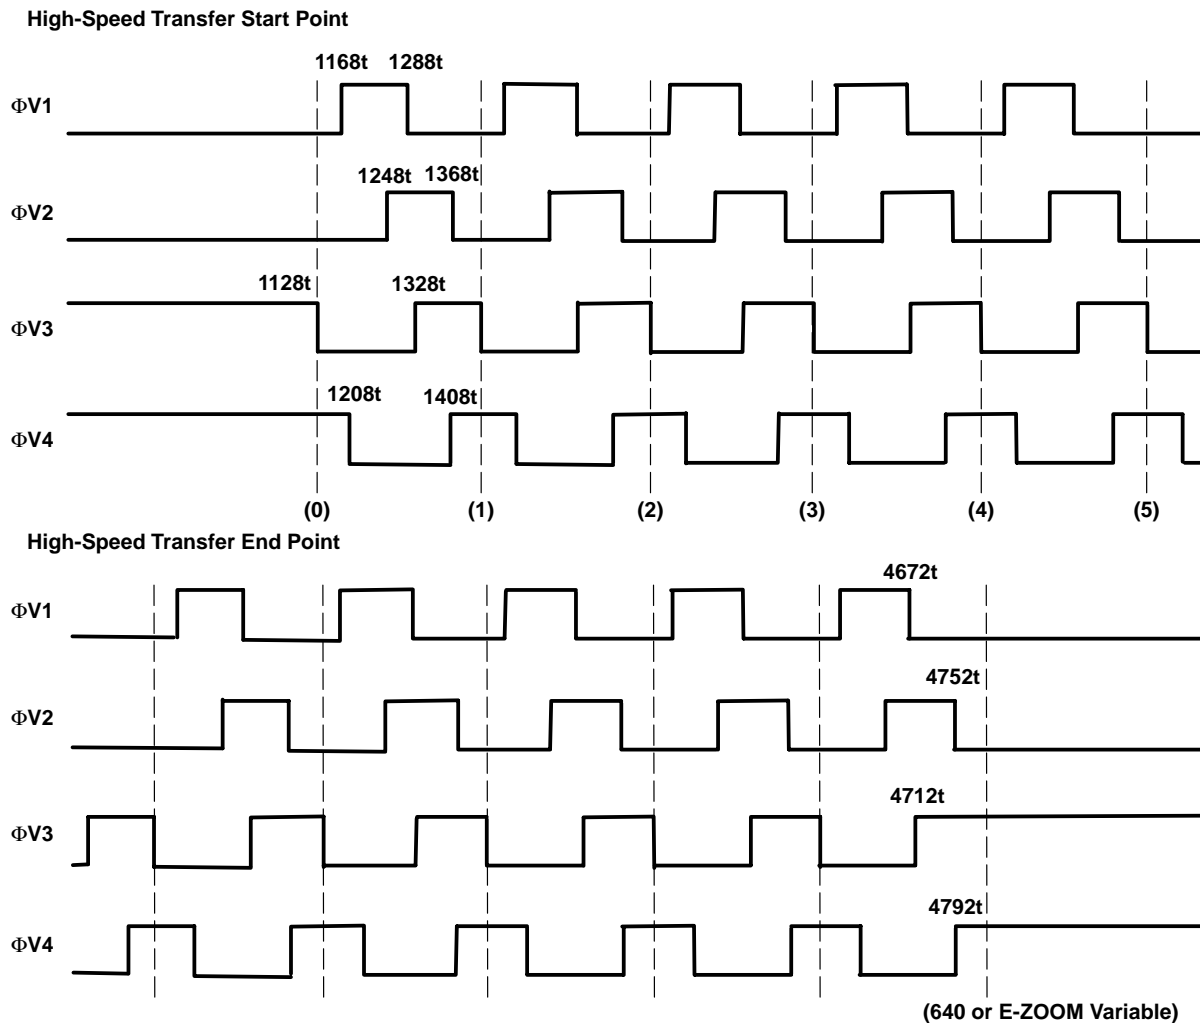 High-Speed Transfer Start Point
1168t 1288t
ΦV1
1248t 1368t
ΦV2
1128t 1328t
ΦV3
1208t 1408t
ΦV4
(0) (1) (2) (3) (4) (5)
High-Speed Transfer End Point
4672t
ΦV1
4752t
ΦV2
4712t
ΦV3
4792t
ΦV4
(640 or E-ZOOM Variable)